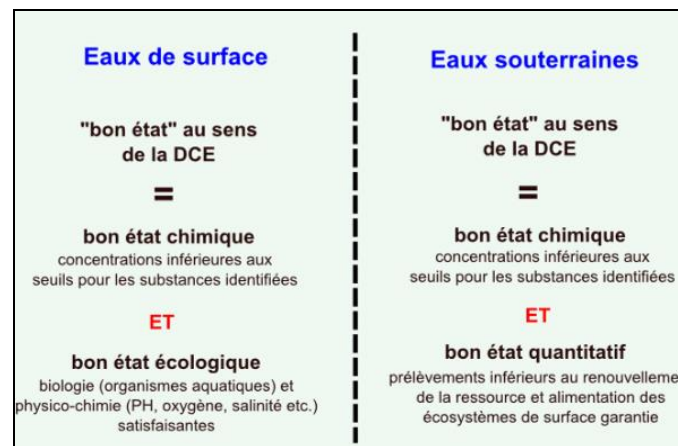 Eaux de surface
"bon état" au sens
de la DCE
=
bon état chimique
concentrations inférieures aux
seuils pour les substances identifiées
ET
bon état écologique
biologie (organismes aquatiques) et
physico-chimie (PH, oxygène, salinité etc.)
satisfaisantes
Eaux souterraines
"bon état" au sens
de la DCE
=
bon état chimique
concentrations inférieures aux
seuils pour les substances identifiées
ET
bon état quantitatif
prélèvements inférieurs au renouvelleme
de la ressource et alimentation des
écosystèmes de surface garantie